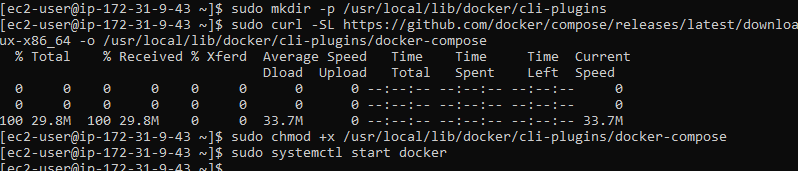 [ec2-user@ip-172-31-9-43 ~]$ sudo mkdir -p /usr/local/lib/docker/cli-plugins
[ec2-user@ip-172-31-9-43 ~]$ sudo curl -SL https://github.com/docker/compose/releases/latest/downloa
ux-x86_64 -o /usr/local/lib/docker/cli-plugins/docker-compose
% Total % Received % Xferd Average Speed Time Time Time Current
Dload Upload Total Spent Left Speed
0 0 0 0 0 0 0 0 --:--:-- --:--:-- --:--:-- 0
0 0 0 0 0 0 0 0 --:--:-- --:--:-- --:--:-- 0
100 29.8M 100 29.8M 0 0 33.7M 0 --:--:-- --:--:-- --:--:-- 33.7M
[ec2-user@ip-172-31-9-43 ~]$ sudo chmod +x /usr/local/lib/docker/cli-plugins/docker-compose
[ec2-user@ip-172-31-9-43 ~]$ sudo systemctl start docker
[ec2-user@ip-172-31-9-43 ~]$